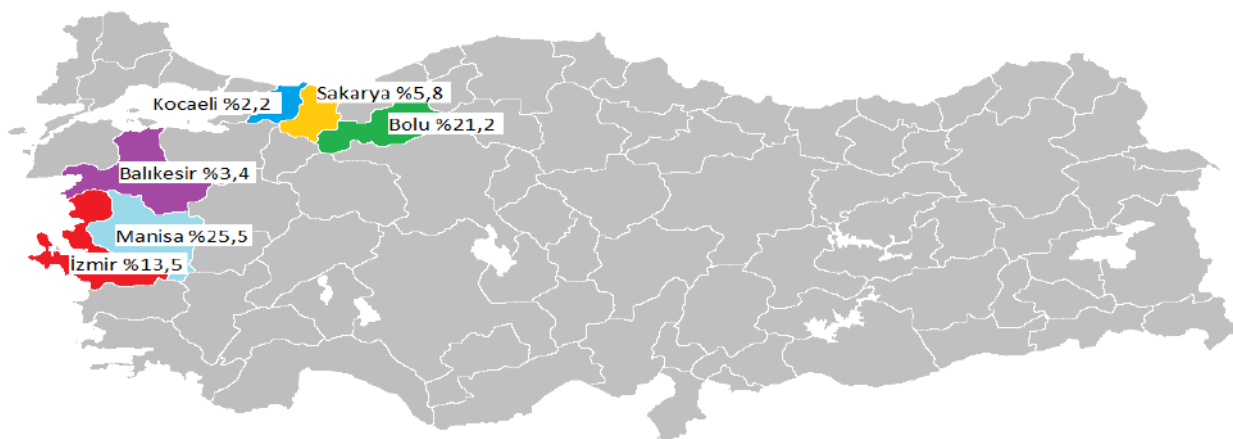 Sakarya %5,8
Kocaeli %2,2
Bolu %21,2
Balıkesir %3,4
Manisa %25,5
İzmir %13,5